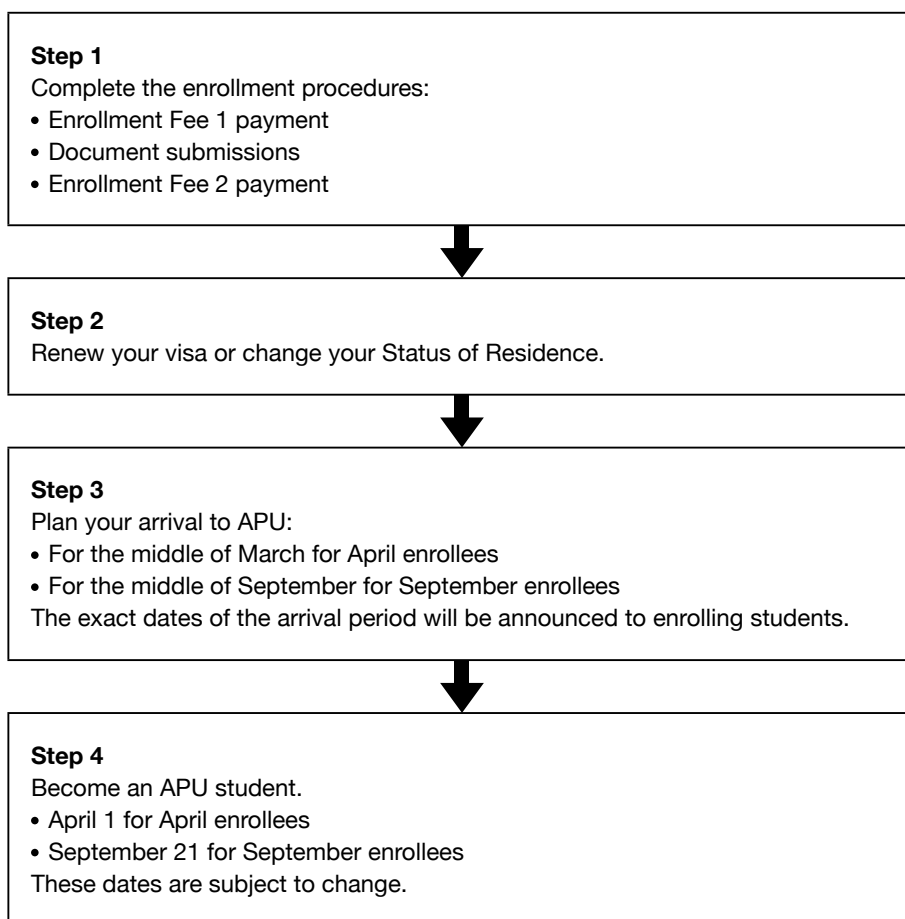 Step 1
Complete the enrollment procedures:
• Enrollment Fee 1 payment
• Document submissions
• Enrollment Fee 2 payment
Step 2
Renew your visa or change your Status of Residence.
Step 3
Plan your arrival to APU:
• For the middle of March for April enrollees
• For the middle of September for September enrollees
The exact dates of the arrival period will be announced to enrolling students.
Step 4
Become an APU student.
• April 1 for April enrollees
• September 21 for September enrollees
These dates are subject to change.